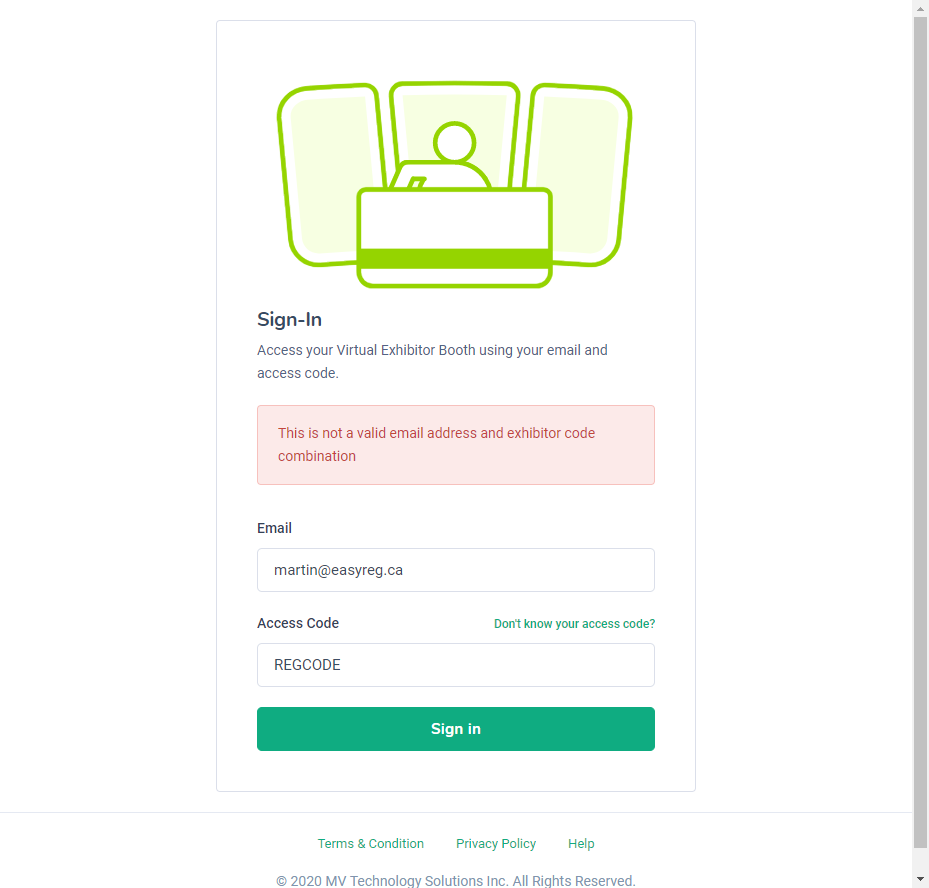 Sign-In
Access your Virtual Exhibitor Booth using your email and
access code.
This is not a valid email address and exhibitor code
combination
Email
martin@easyreg.ca
Access Code Don't know your access code?
REGCODE
Sign in
Terms & Condition Privacy Policy Help
© 2020 MV Technology Solutions Inc. All Rights Reserved.